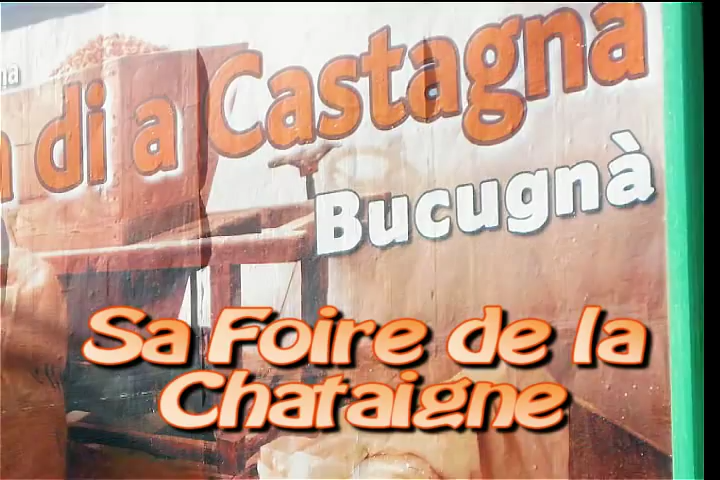 di a Castagna
Bucugnà
Sa Foire de la
Chataigne